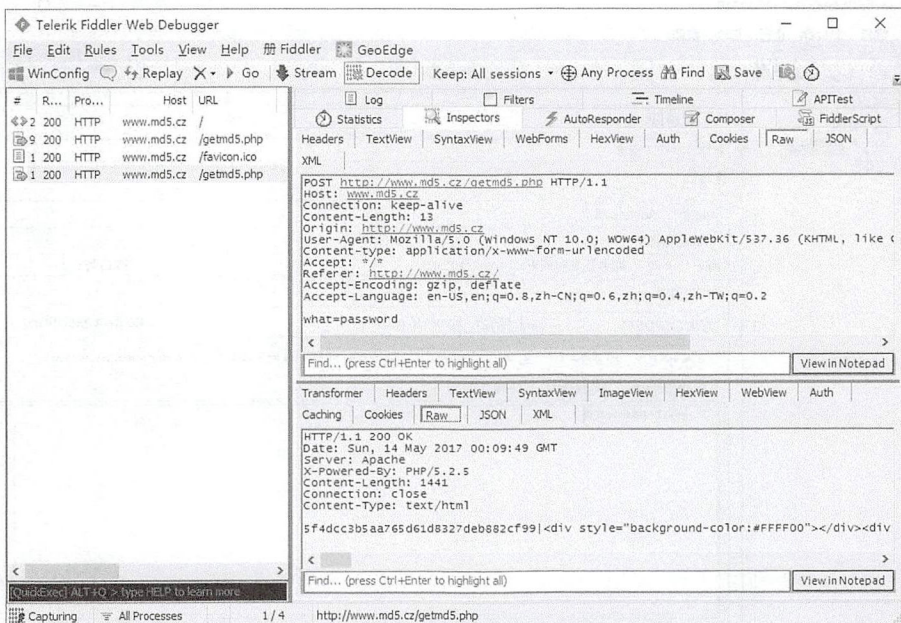 Telerik Fiddler Web Debugger
File Edit Rules Tools View Help Fiddler GeoEdge
WinConfig Replay X Go Stream Decode Keep: All sessions Any Process Find Save
# R... Pro... Host URL
2 200 HTTP www.md5.cz /
9 200 HTTP www.md5.cz /getmd5.php
1 200 HTTP www.md5.cz /favicon.ico
1 200 HTTP www.md5.cz /getmd5.php
Log Filters Timeline APITest
Statistics Inspectors AutoResponder Composer FiddlerScript
Headers TextView SyntaxView WebForms HexView Auth Cookies Raw JSON
XML
POST http://www.md5.cz/getmd5.php HTTP/1.1
Host: www.md5.cz
Connection: keep-alive
Content-Length: 13
Origin: http://www.md5.cz
User-Agent: Mozilla/5.0 (Windows NT 10.0; WOW64) AppleWebKit/537.36 (KHTML, like
Content-type: application/x-www-form-urlencoded
Accept: */*
Referer: http://www.md5.cz/
Accept-Encoding: gzip, deflate
Accept-Language: en-US,en;q=0.8,zh-CN;q=0.6,zh;q=0.4,zh-TW;q=0.2
what=password
Find... (press Ctrl+Enter to highlight all) View in Notepad
Transformer Headers TextView SyntaxView ImageView HexView WebView Auth
Caching Cookies Raw JSON XML
HTTP/1.1 200 OK
Date: Sun, 14 May 2017 00:09:49 GMT
Server: Apache
X-Powered-By: PHP/5.2.5
Content-Length: 1441
Connection: close
Content-Type: text/html
5f4dcc3b5aa765d61d8327deb882cf99|<div style="background-color:#FFFF00"></div><div
Find... (press Ctrl+Enter to highlight all) View in Notepad
[QuickExec] ALT+Q > type HELP to learn more
Capturing All Processes 1 / 4 http://www.md5.cz/getmd5.php